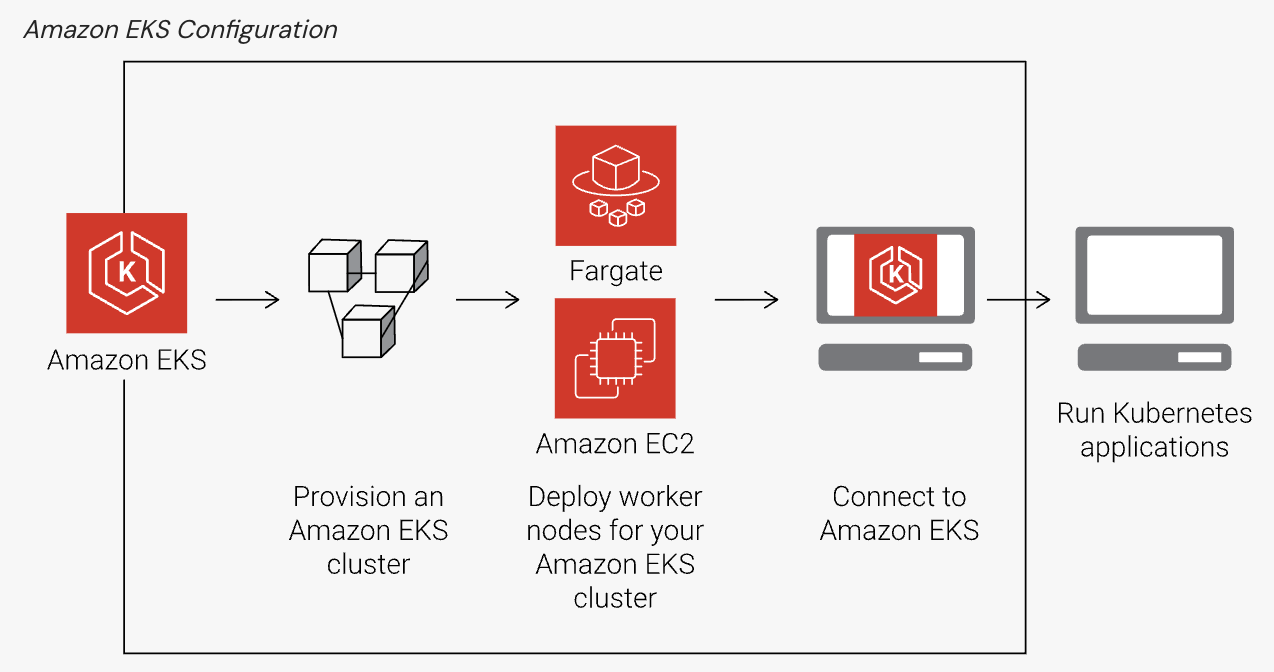 Amazon EKS Configuration
K
Amazon EKS
Fargate
Amazon EC2
K
Provision an
Amazon EKS
cluster
Deploy worker
nodes for your
Amazon EKS
cluster
Connect to
Amazon EKS
Run Kubernetes
applications